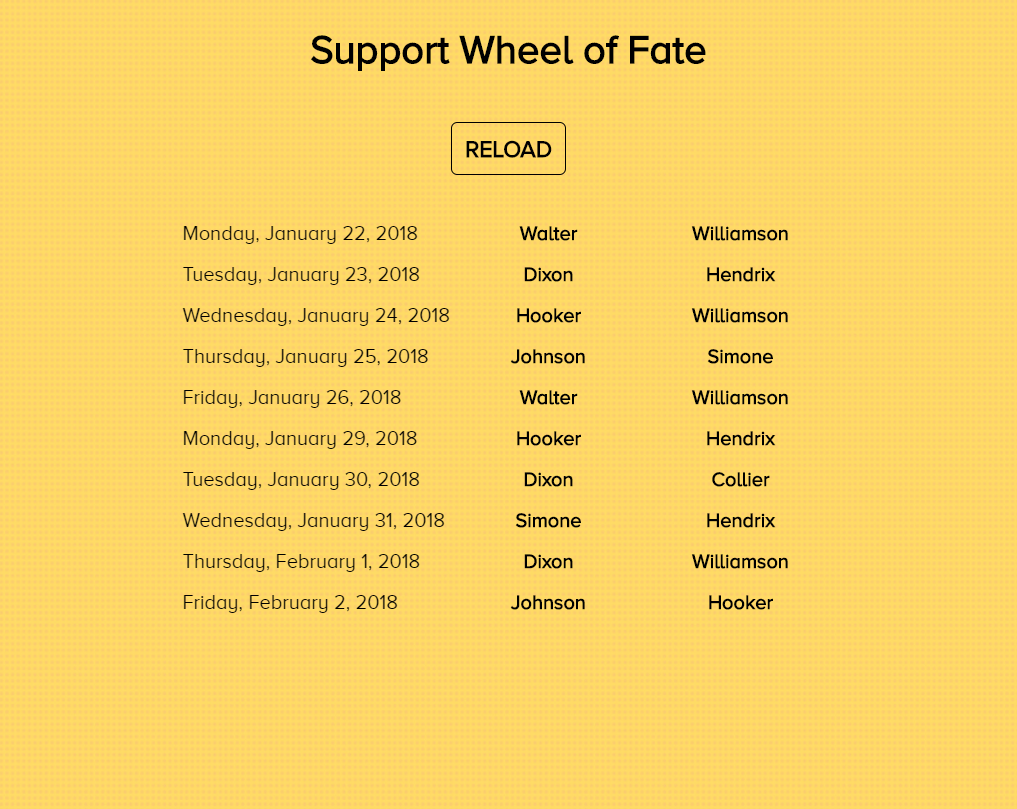 Support Wheel of Fate
RELOAD
Monday, January 22, 2018 Walter Williamson
Tuesday, January 23, 2018 Dixon Hendrix
Wednesday, January 24, 2018 Hooker Williamson
Thursday, January 25, 2018 Johnson Simone
Friday, January 26, 2018 Walter Williamson
Monday, January 29, 2018 Hooker Hendrix
Tuesday, January 30, 2018 Dixon Collier
Wednesday, January 31, 2018 Simone Hendrix
Thursday, February 1, 2018 Dixon Williamson
Friday, February 2, 2018 Johnson Hooker